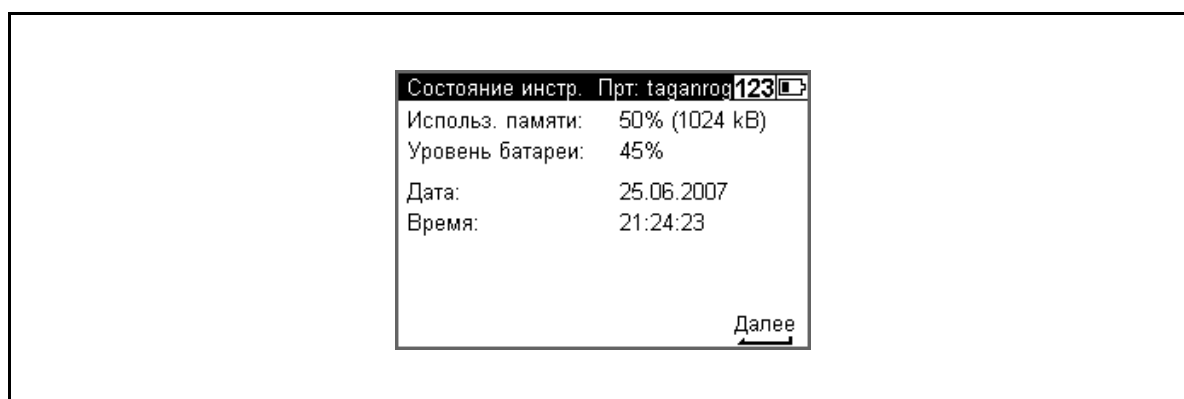 Состояние инстр. Прт: taganrog 123
Использ. памяти: 50% (1024 kB)
Уровень батареи: 45%
Дата: 25.06.2007
Время: 21:24:23
Далее